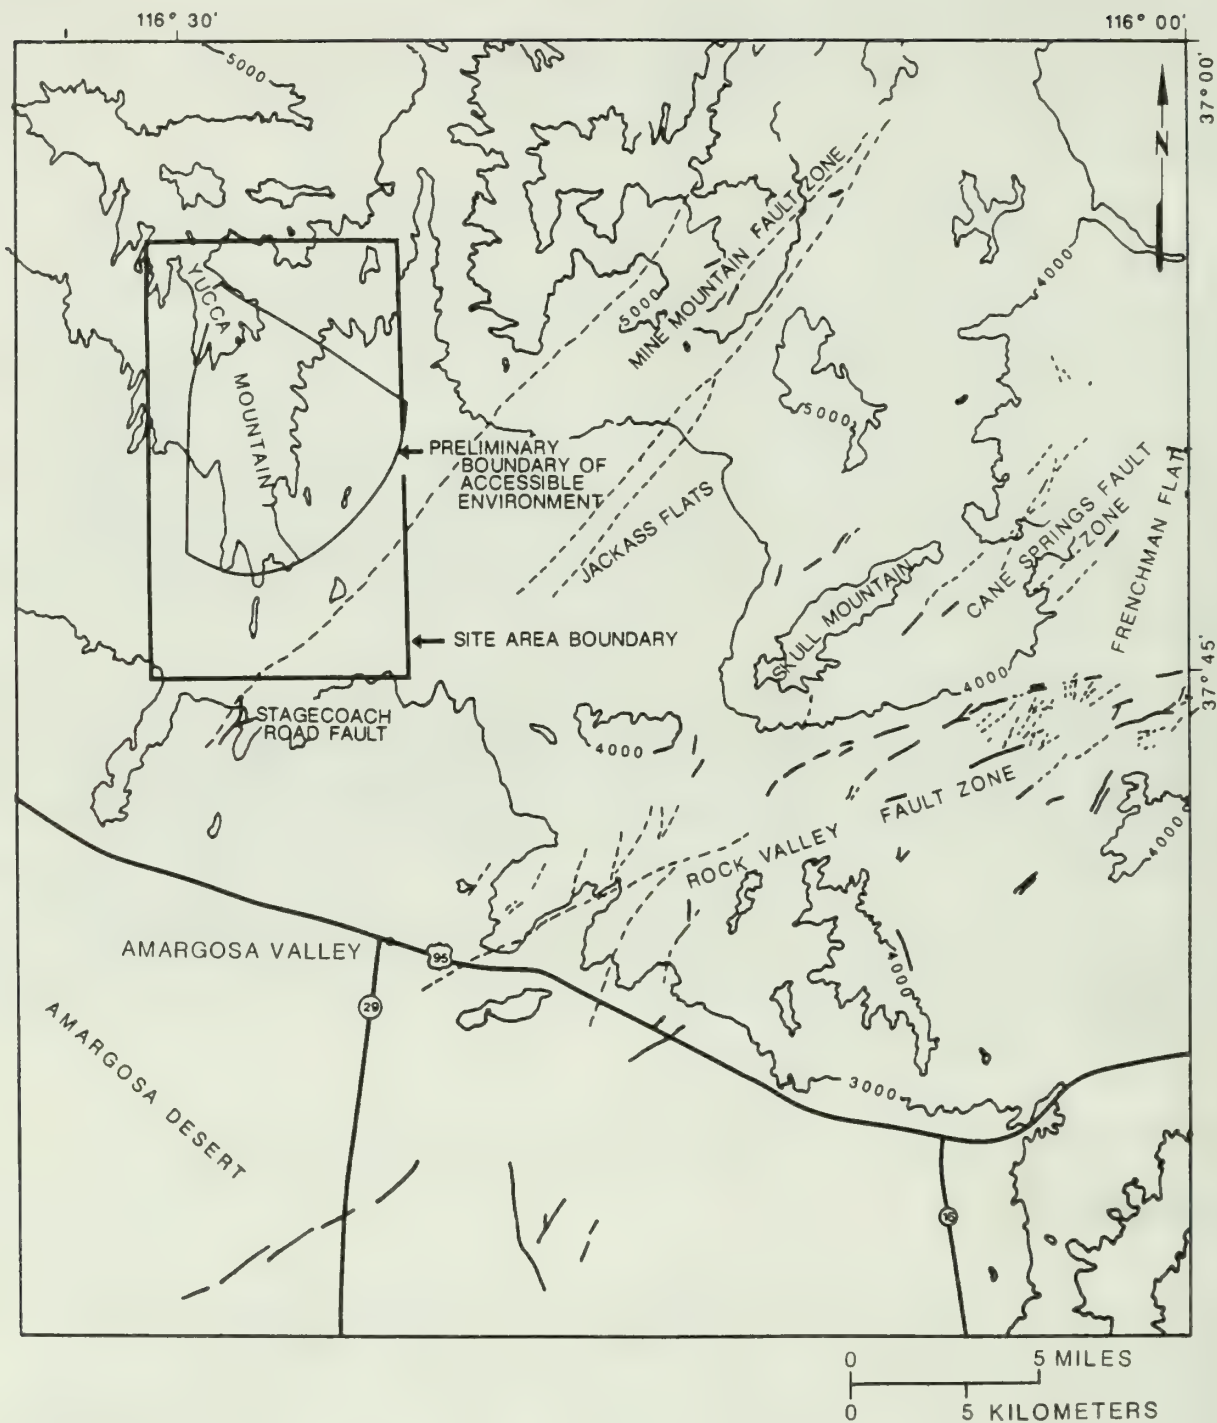 116° 30'
116° 00'
37° 00'
5000
N
MINE MOUNTAIN FAULT ZONE
4000
YUCCA
MOUNTAIN
5000
5000
PRELIMINARY
BOUNDARY OF
ACCESSIBLE
ENVIRONMENT
JACKASS FLATS
CANE SPRINGS FAULT
ZONE
FRENCHMAN FLAT
SKULL MOUNTAIN
SITE AREA BOUNDARY
37° 45'
4000
STAGECOACH
ROAD FAULT
4000
FAULT ZONE
4000
ROCK VALLEY
AMARGOSA VALLEY
95
4000
29
AMARGOSA DESERT
3000
16
0 5 MILES
0 5 KILOMETERS